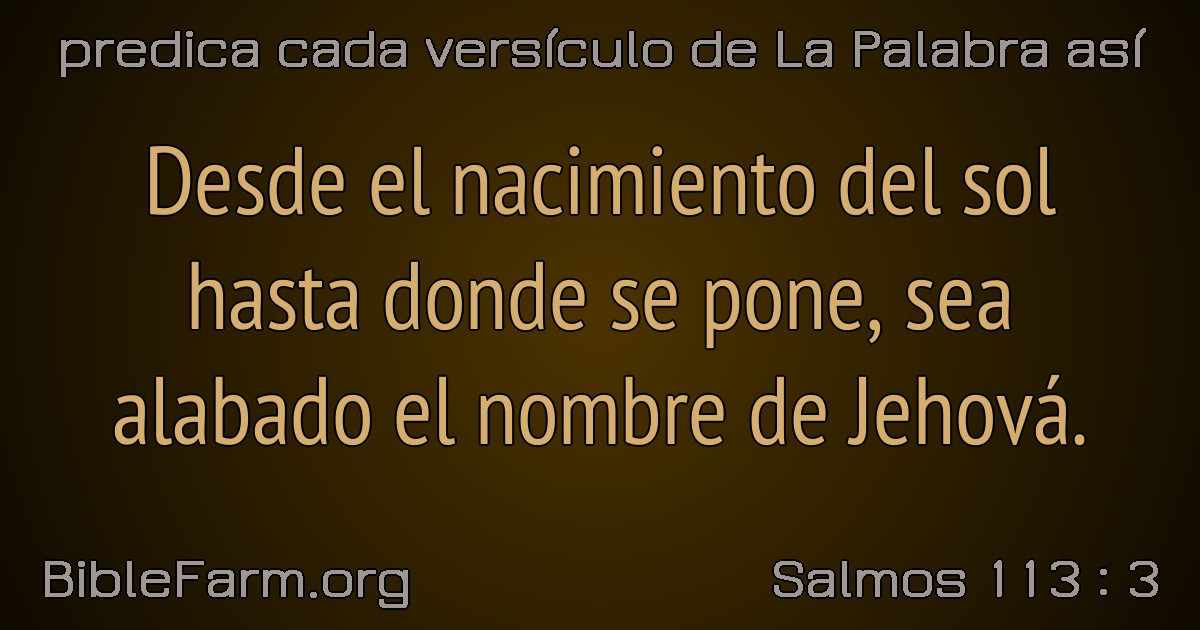 predica cada versículo de La Palabra así
Desde el nacimiento del sol
hasta donde se pone, sea
alabado el nombre de Jehová.
BibleFarm.org
Salmos 113 : 3